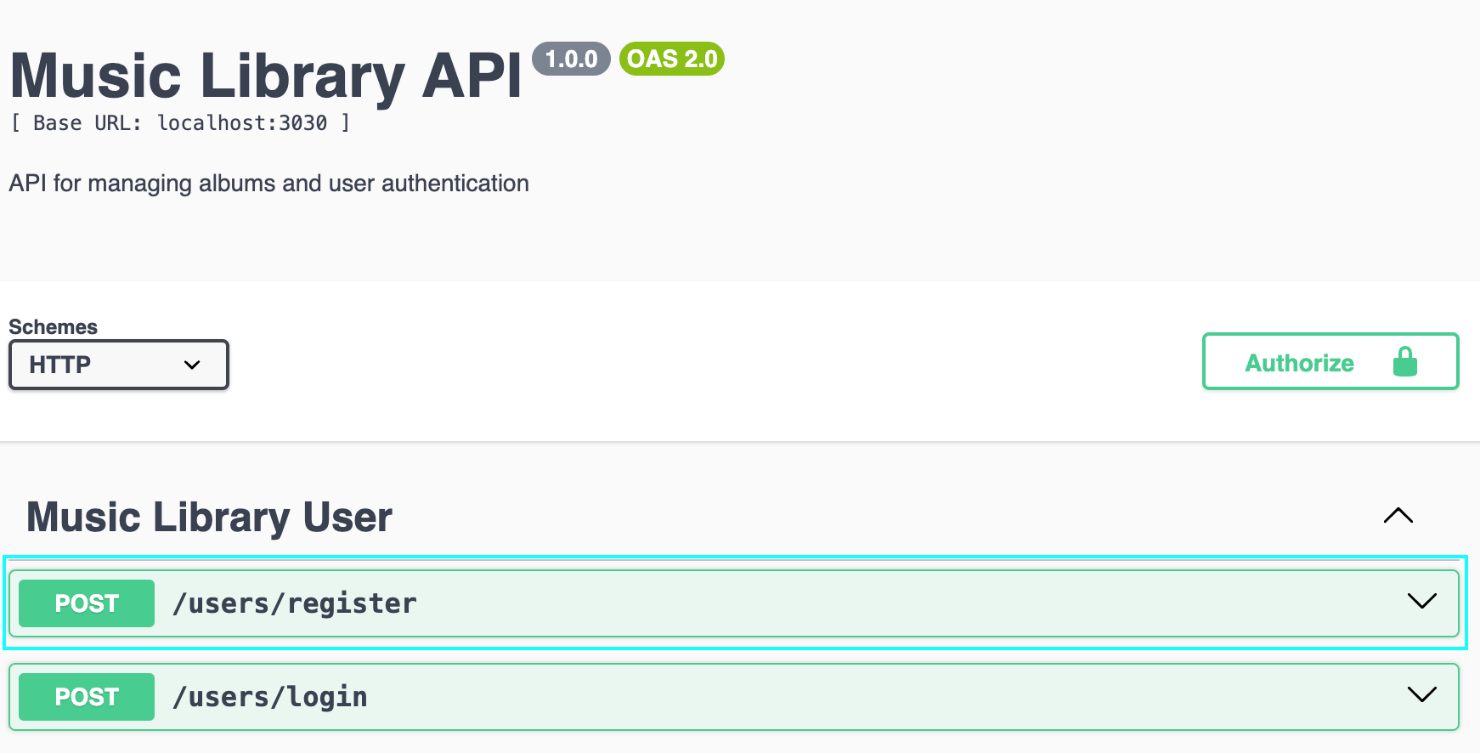 Music Library API 1.0.0 OAS 2.0
[ Base URL: localhost:3030 ]
API for managing albums and user authentication
Schemes
HTTP
Authorize
Music Library User
POST /users/register
POST /users/login